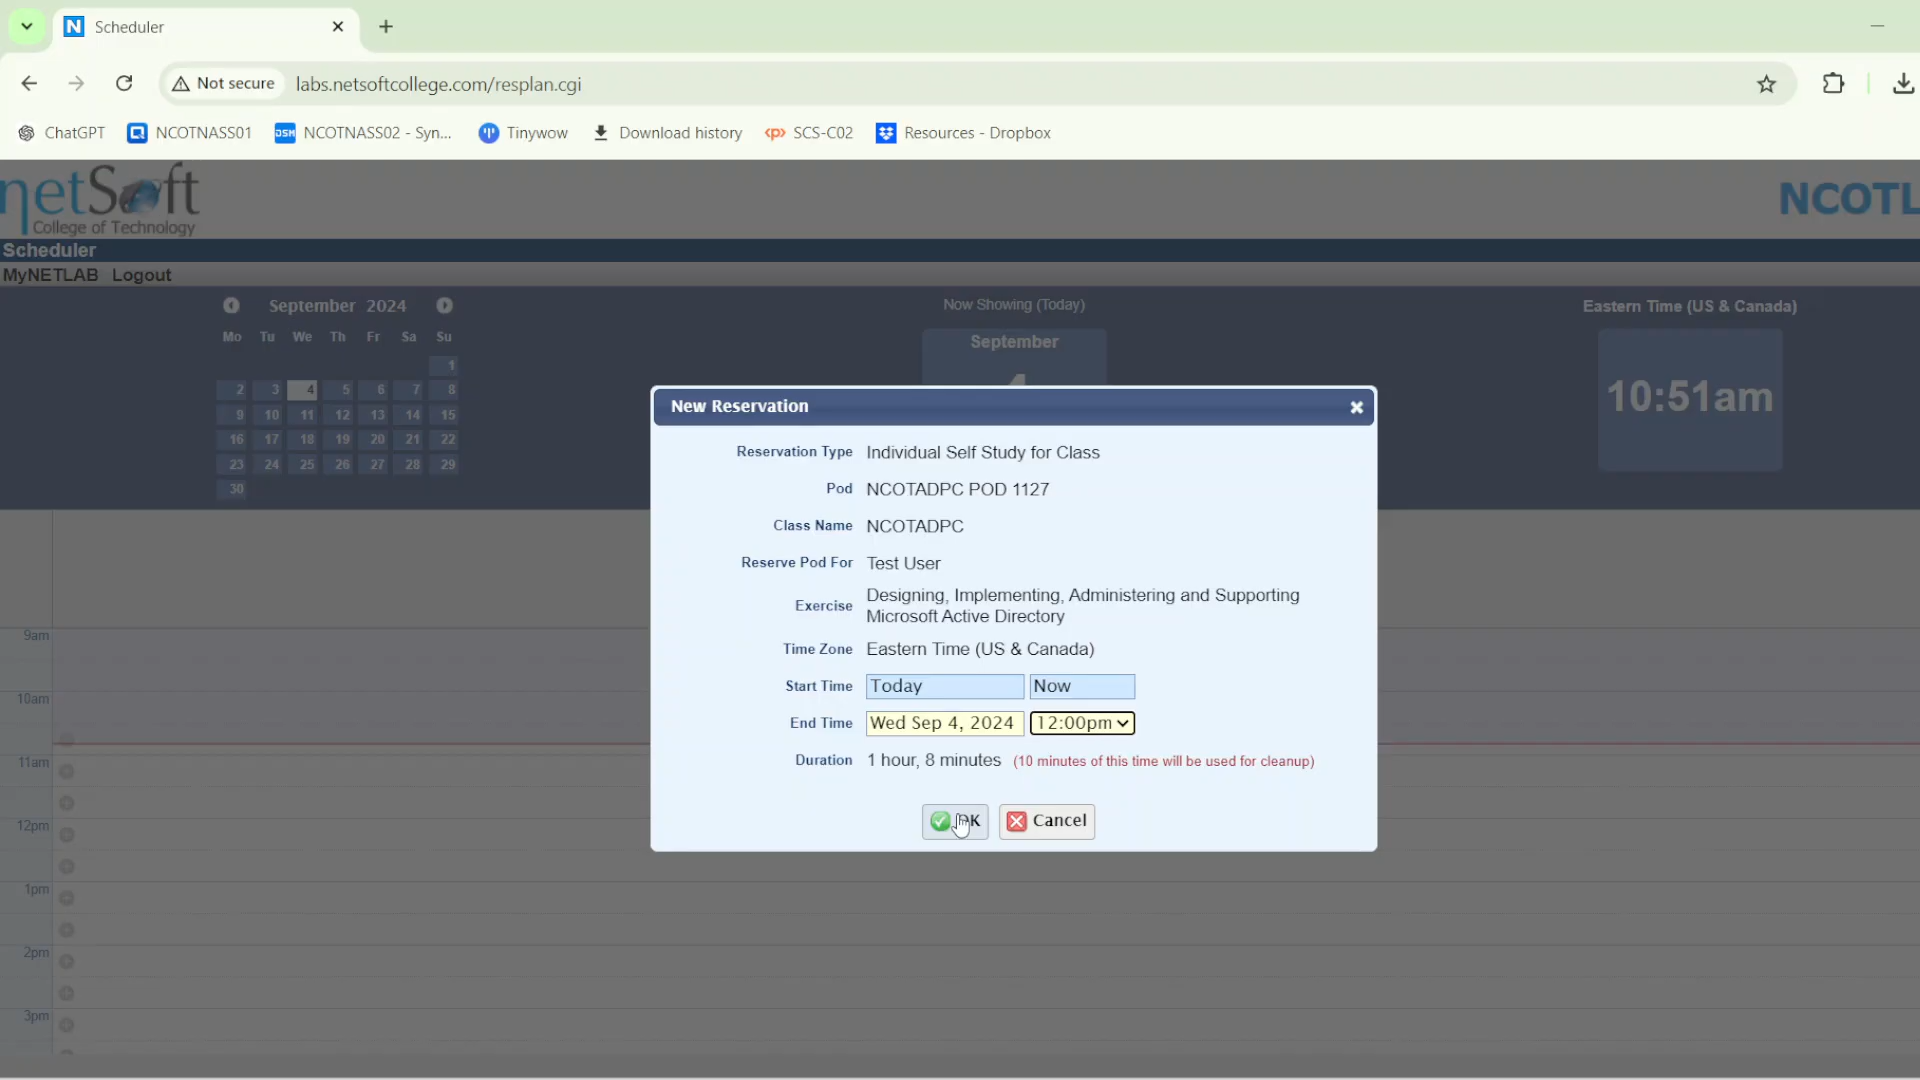 Scheduler
Not secure labs.netsoftcollege.com/resplan.cgi
ChatGPT NCOTNASS01 DSM NCOTNASS02 - Syn... Tinywow Download history SCS-C02 Resources - Dropbox
netSoft
College of Technology
NCOTL
Scheduler
MyNETLAB Logout
September 2024
Mo Tu We Th Fr Sa Su
1
2 3 4 5 6 7 8
9 10 11 12 13 14 15
16 17 18 19 20 21 22
23 24 25 26 27 28 29
30
Now Showing (Today)
September
Eastern Time (US & Canada)
10:51am
New Reservation
Reservation Type Individual Self Study for Class
Pod NCOTADPC POD 1127
Class Name NCOTADPC
Reserve Pod For Test User
Exercise Designing, Implementing, Administering and Supporting
Microsoft Active Directory
Time Zone Eastern Time (US & Canada)
Start Time Today Now
End Time Wed Sep 4, 2024 12:00pm
Duration 1 hour, 8 minutes (10 minutes of this time will be used for cleanup)
OK Cancel
9am
10am
11am
12pm
1pm
2pm
3pm